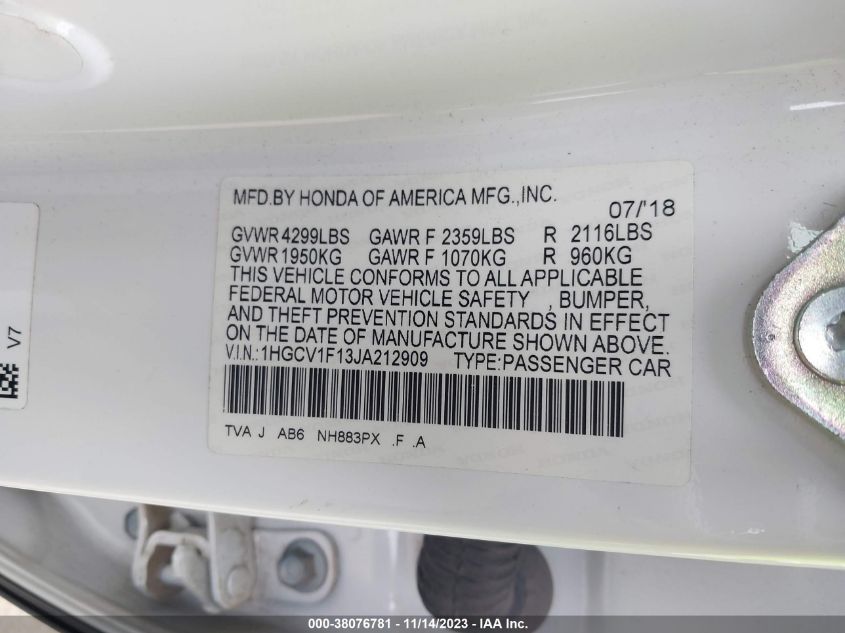 MFD.BY HONDA OF AMERICA MFG.,INC.
07/'18
GVWR 4299LBS GAWR F 2359LBS R 2116LBS
GVWR 1950KG GAWR F 1070KG R 960KG
THIS VEHICLE CONFORMS TO ALL APPLICABLE
FEDERAL MOTOR VEHICLE SAFETY , BUMPER,
AND THEFT PREVENTION STANDARDS IN EFFECT
ON THE DATE OF MANUFACTURE SHOWN ABOVE.
V.I.N.: 1HGCV1F13JA212909 TYPE:PASSENGER CAR
TVA J AB6 NH883PX .F .A
V7
000-38076781 - 11/14/2023 - IAA Inc.